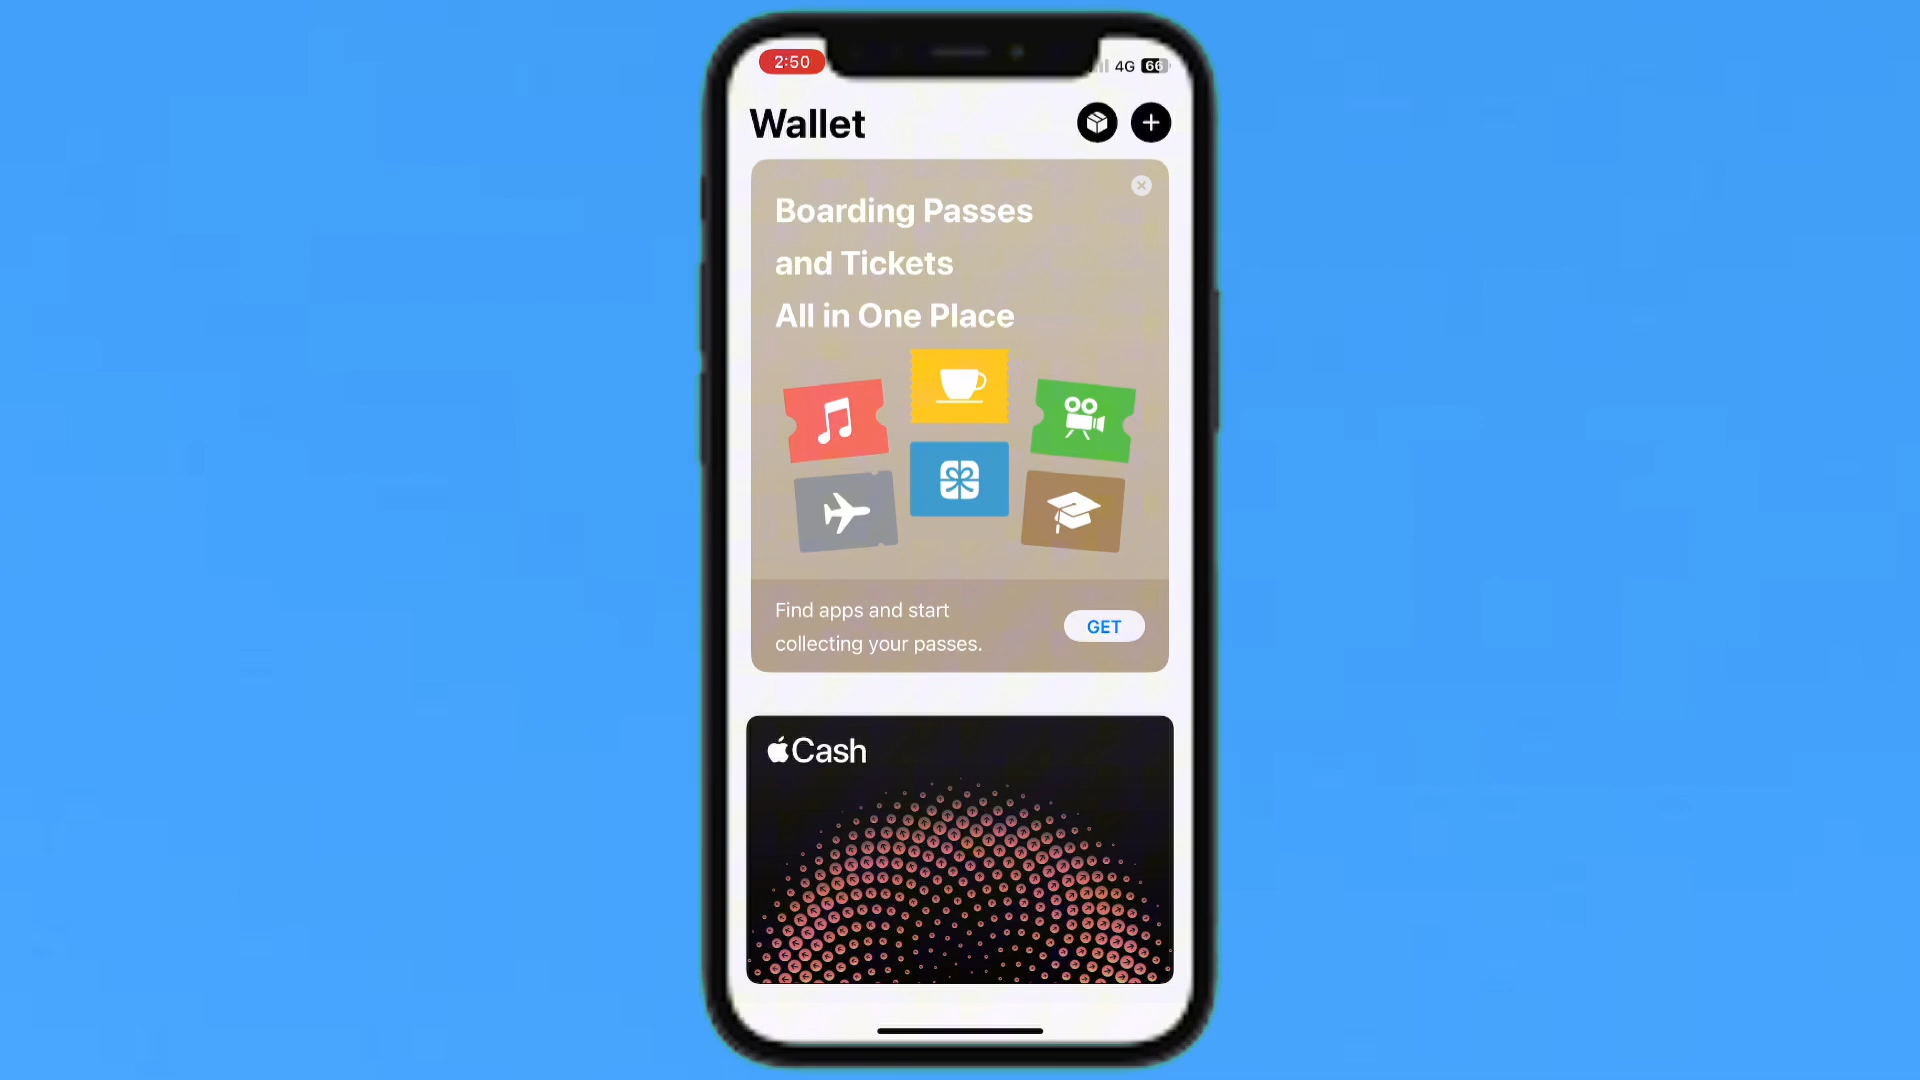 2:50
4G 66
Wallet
Boarding Passes
and Tickets
All in One Place
Find apps and start
collecting your passes.
GET
Cash